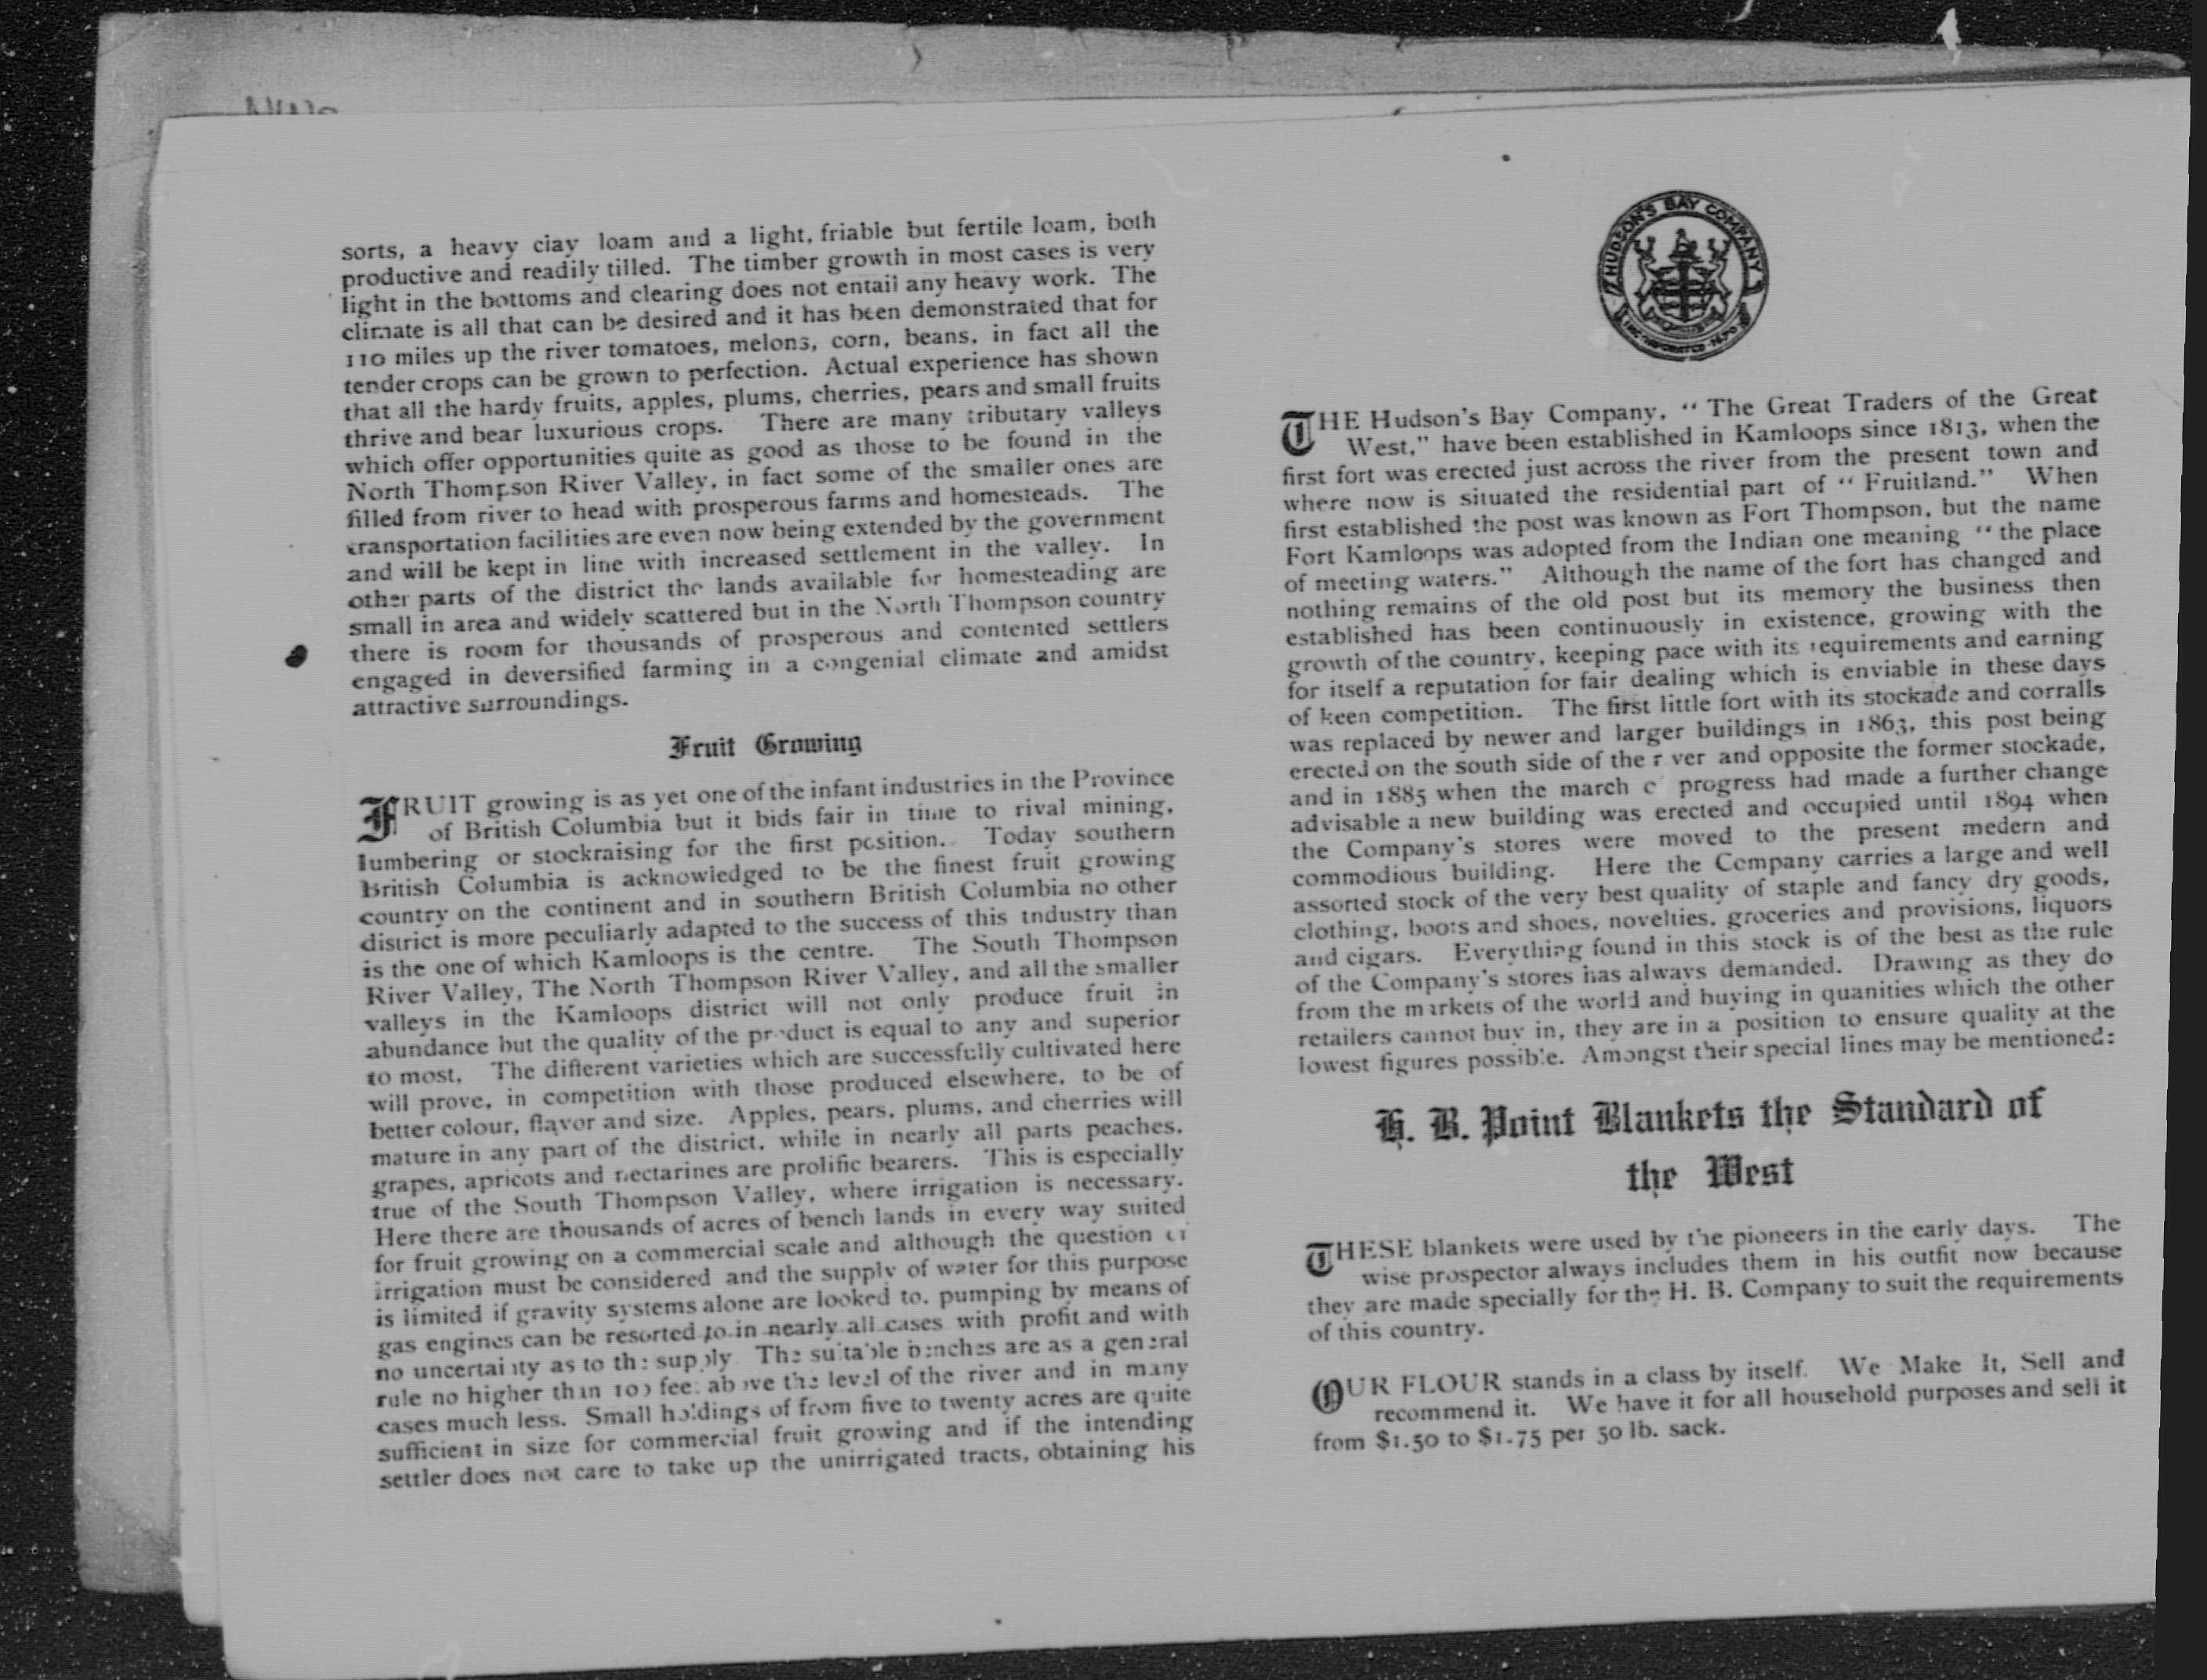 sorts, a heavy clay loam and a light, friable but fertile loam, both
productive and readily tilled. The timber growth in most cases is very
light in the bottoms and clearing does not entail any heavy work. The
climate is all that can be desired and it has been demonstrated that for
110 miles up the river tomatoes, melons, corn, beans, in fact all the
tender crops can be grown to perfection. Actual experience has shown
that all the hardy fruits, apples, plums, cherries, pears and small fruits
thrive and bear luxurious crops. There are many tributary valleys
which offer opportunities quite as good as those to be found in the
North Thompson River Valley, in fact some of the smaller ones are
filled from river to head with prosperous farms and homesteads. The
transportation facilities are even now being extended by the government
and will be kept in line with increased settlement in the valley. In
other parts of the district the lands available for homesteading are
small in area and widely scattered but in the North Thompson country
there is room for thousands of prosperous and contented settlers
engaged in deversified farming in a congenial climate and amidst
attractive surroundings.
Fruit Growing
FRUIT growing is as yet one of the infant industries in the Province
of British Columbia but it bids fair in time to rival mining,
lumbering or stockraising for the first position. Today southern
British Columbia is acknowledged to be the finest fruit growing
country on the continent and in southern British Columbia no other
district is more peculiarly adapted to the success of this industry than
is the one of which Kamloops is the centre. The South Thompson
River Valley, The North Thompson River Valley, and all the smaller
valleys in the Kamloops district will not only produce fruit in
abundance but the quality of the product is equal to any and superior
to most. The different varieties which are successfully cultivated here
will prove, in competition with those produced elsewhere, to be of
better colour, flavor and size. Apples, pears, plums, and cherries will
mature in any part of the district, while in nearly all parts peaches,
grapes, apricots and nectarines are prolific bearers. This is especially
true of the South Thompson Valley, where irrigation is necessary.
Here there are thousands of acres of bench lands in every way suited
for fruit growing on a commercial scale and although the question of
irrigation must be considered and the supply of water for this purpose
is limited if gravity systems alone are looked to, pumping by means of
gas engines can be resorted to in nearly all cases with profit and with
no uncertainty as to the supply. The suitable benches are as a general
rule no higher than 100 feet above the level of the river and in many
cases much less. Small holdings of from five to twenty acres are quite
sufficient in size for commercial fruit growing and if the intending
settler does not care to take up the unirrigated tracts, obtaining his
HUDSON'S BAY COMPANY
INCORPORATED 1670
THE Hudson's Bay Company, "The Great Traders of the Great
West," have been established in Kamloops since 1813, when the
first fort was erected just across the river from the present town and
where now is situated the residential part of "Fruitland." When
first established the post was known as Fort Thompson, but the name
Fort Kamloops was adopted from the Indian one meaning "the place
of meeting waters." Although the name of the fort has changed and
nothing remains of the old post but its memory the business then
established has been continuously in existence, growing with the
growth of the country, keeping pace with its requirements and earning
for itself a reputation for fair dealing which is enviable in these days
of keen competition. The first little fort with its stockade and corralls
was replaced by newer and larger buildings in 1863, this post being
erected on the south side of the river and opposite the former stockade,
and in 1885 when the march of progress had made a further change
advisable a new building was erected and occupied until 1894 when
the Company's stores were moved to the present medern and
commodious building. Here the Company carries a large and well
assorted stock of the very best quality of staple and fancy dry goods,
clothing, boots and shoes, novelties, groceries and provisions, liquors
and cigars. Everything found in this stock is of the best as the rule
of the Company's stores has always demanded. Drawing as they do
from the markets of the world and buying in quanities which the other
retailers cannot buy in, they are in a position to ensure quality at the
lowest figures possible. Amongst their special lines may be mentioned:
H. B. Point Blankets the Standard of
the West
THESE blankets were used by the pioneers in the early days. The
wise prospector always includes them in his outfit now because
they are made specially for the H. B. Company to suit the requirements
of this country.
OUR FLOUR stands in a class by itself. We Make It, Sell and
recommend it. We have it for all household purposes and sell it
from $1.50 to $1.75 per 50 lb. sack.